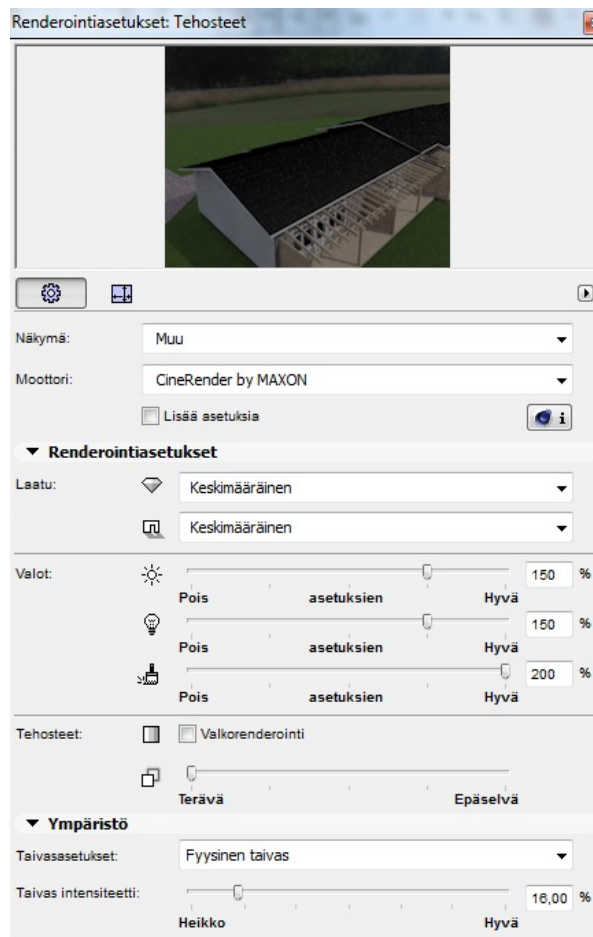 Renderointiasetukset: Tehosteet
Näkymä: Muu
Moottori: CineRender by MAXON
Lisää asetuksia i
Renderointiasetukset
Laatu: Keskimääräinen
Keskimääräinen
Valot: 150 %
Pois asetuksien Hyvä
150 %
Pois asetuksien Hyvä
200 %
Pois asetuksien Hyvä
Tehosteet: Valkorenderointi
Terävä Epäselvä
Ympäristö
Taivasasetukset: Fyysinen taivas
Taivas intensiteetti: 16,00 %
Heikko Hyvä